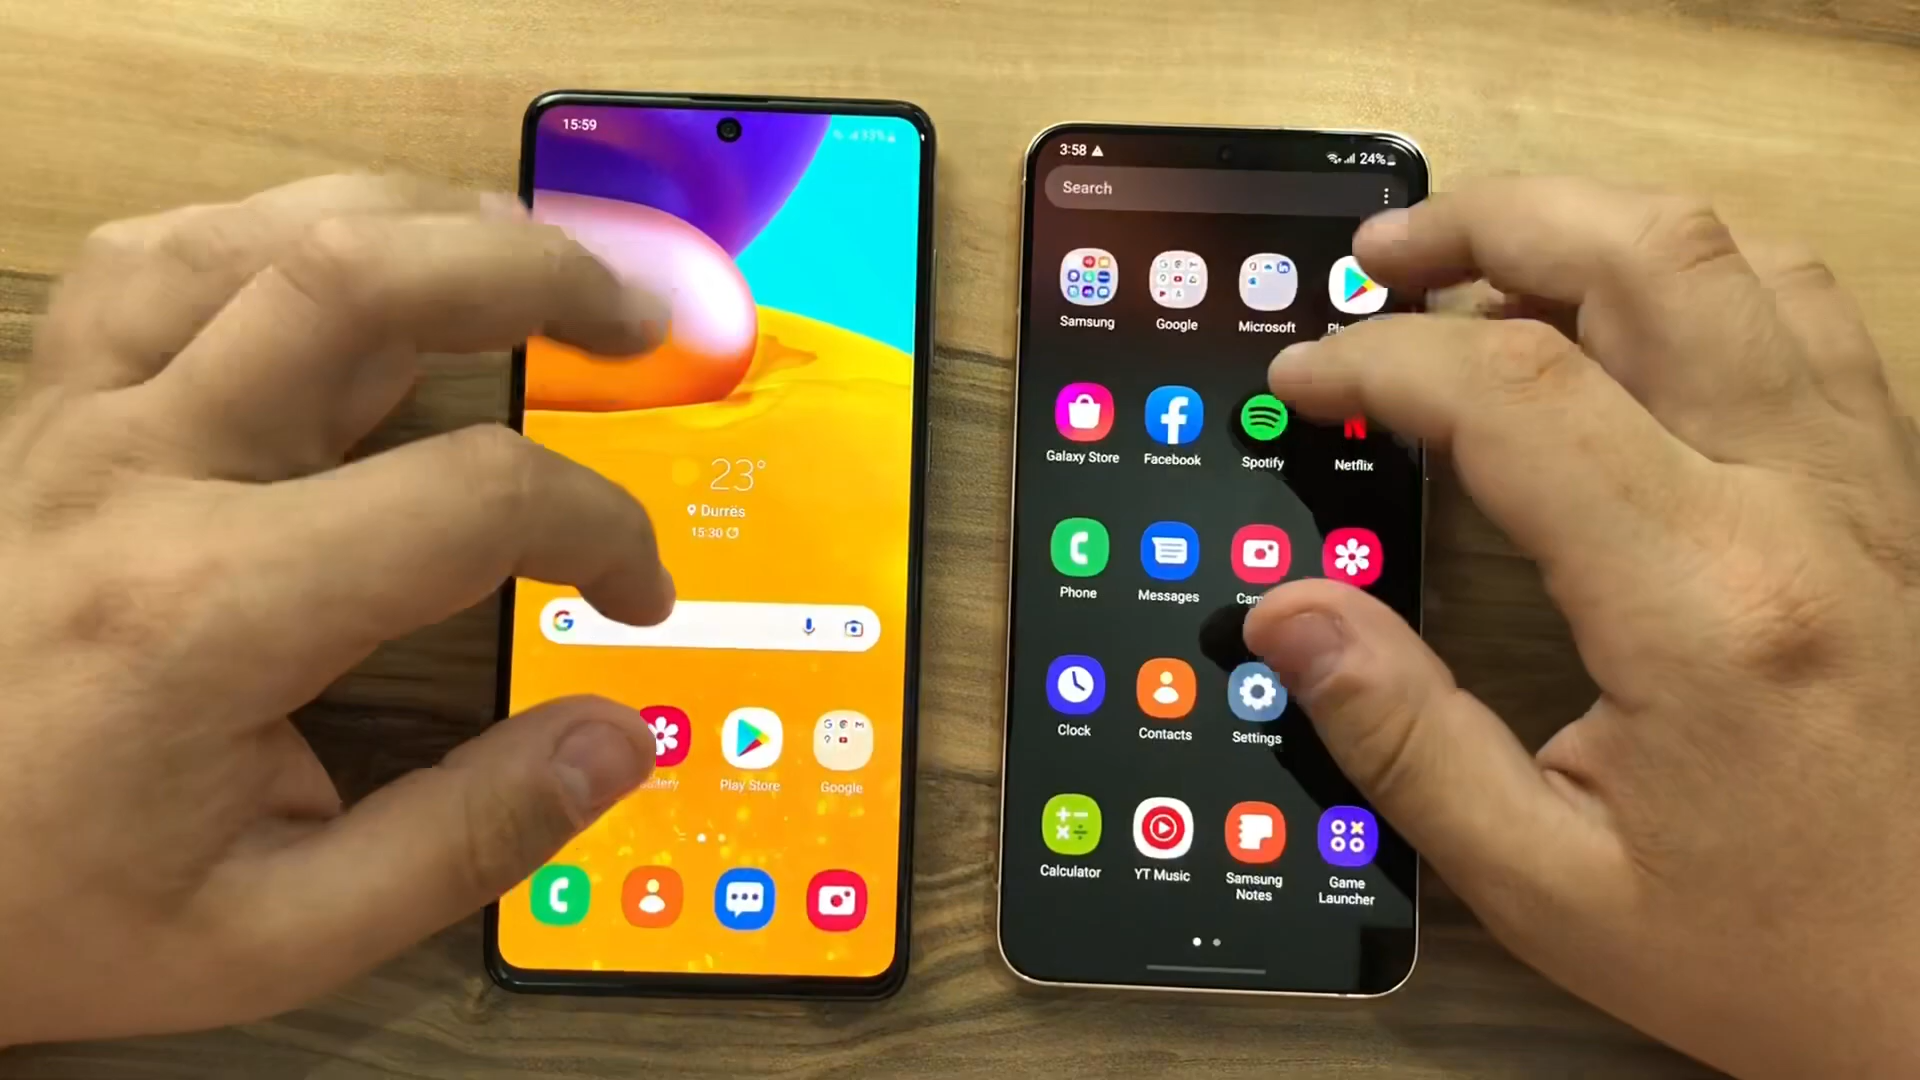 15:59
23°
Durrës
15:30
Play Store
Google
3:58
24%
Search
Samsung
Google
Microsoft
Galaxy Store
Facebook
Spotify
Netflix
Phone
Messages
Clock
Contacts
Settings
Calculator
YT Music
Samsung
Notes
Game
Launcher